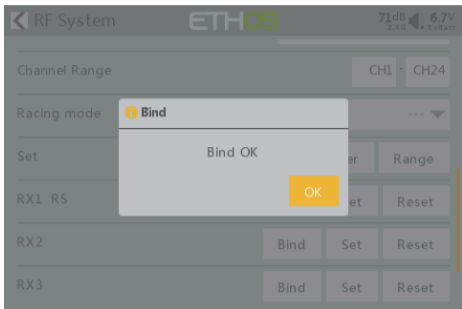 RF System ETHOS 71dB 2.4G 6.7V TxBatt
Channel Range CH1 - CH24
Racing mode ---
Bind
Set Range
Bind OK
RX1 RS Reset
OK
RX2 Bind Set Reset
RX3 Bind Set Reset